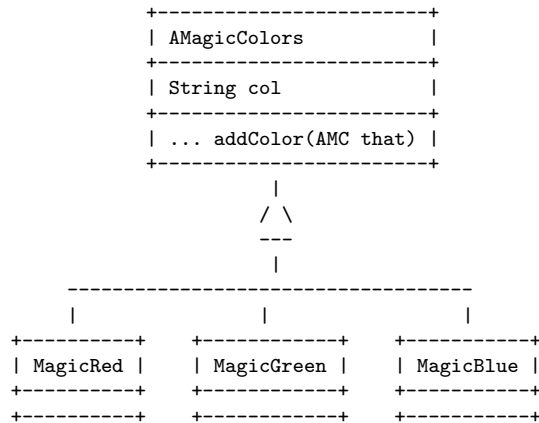 +------------------------+
| AMagicColors           |
+------------------------+
| String col             |
+------------------------+
| ... addColor(AMC that) |
+------------------------+
|
/ \
---
|
------------------------------------
| | |
+----------+ +------------+ +-----------+
| MagicRed | | MagicGreen | | MagicBlue |
+----------+ +------------+ +-----------+
+----------+ +------------+ +-----------+